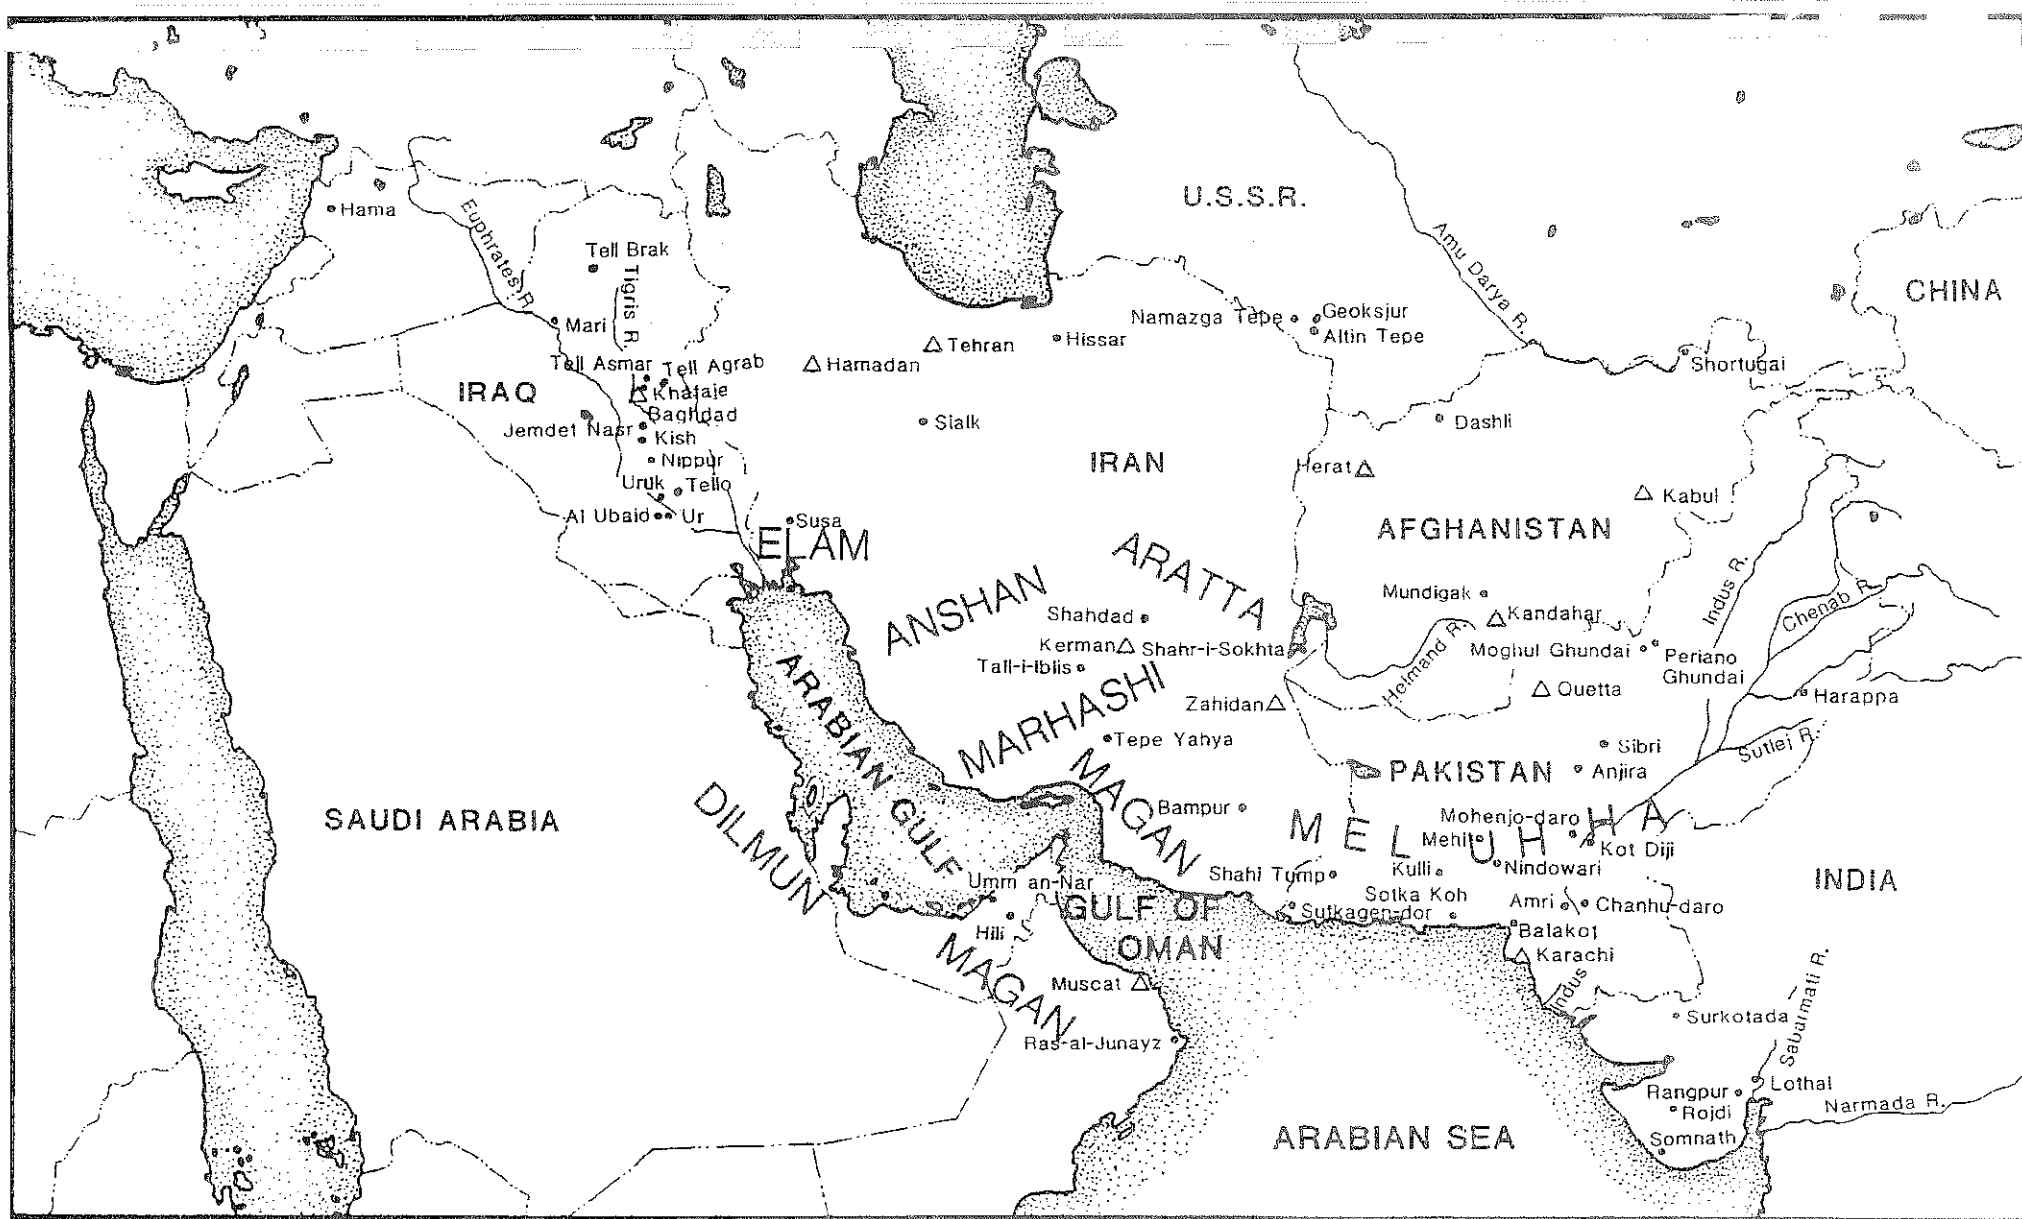 U.S.S.R.
CHINA
Hama
Euphrates R.
Tell Brak
Tigris R
Amu Darya R.
Mari
Namazga Tepe
Geoksjur
Altin Tepe
Tehran
Hissar
Hamadan
Shortugai
Tell Asmar
Tell Agrab
IRAQ
Khafaje
Baghdad
Jemdet Nasr
Kish
Sialk
Dashli
Nippur
IRAN
Herat
Uruk
Tello
Kabul
Al Ubaid
Ur
Susa
ELAM
AFGHANISTAN
ARATTA
ANSHAN
Indus R.
Chenab R.
Mundigak
Kandahar
Shahdad
Helmand R.
Kerman
Shahr-i-Sokhta
Moghul Ghundai
Periano
Ghundai
Tall-i-Iblis
Quetta
Harappa
MARHASHI
Zahidan
ARABIAN GULF
Tepe Yahya
Sibri
Sutlej R.
PAKISTAN
Anjira
MAGAN
DILMUN
SAUDI ARABIA
Bampur
MELUHHA
Mohenjo-daro
Mehi
Kot Diji
Shahi Tump
Kulli
Nindowari
INDIA
Umm an-Nar
GULF OF
OMAN
Sotka Koh
Sutkagen-dor
Amri
Chanhu-daro
Hili
Balakot
Karachi
MAGAN
Muscat
Indus
Sabarmati R.
Surkotada
Ras-al-Junayz
Rangpur
Lothal
Rojdi
Narmada R.
Somnath
ARABIAN SEA